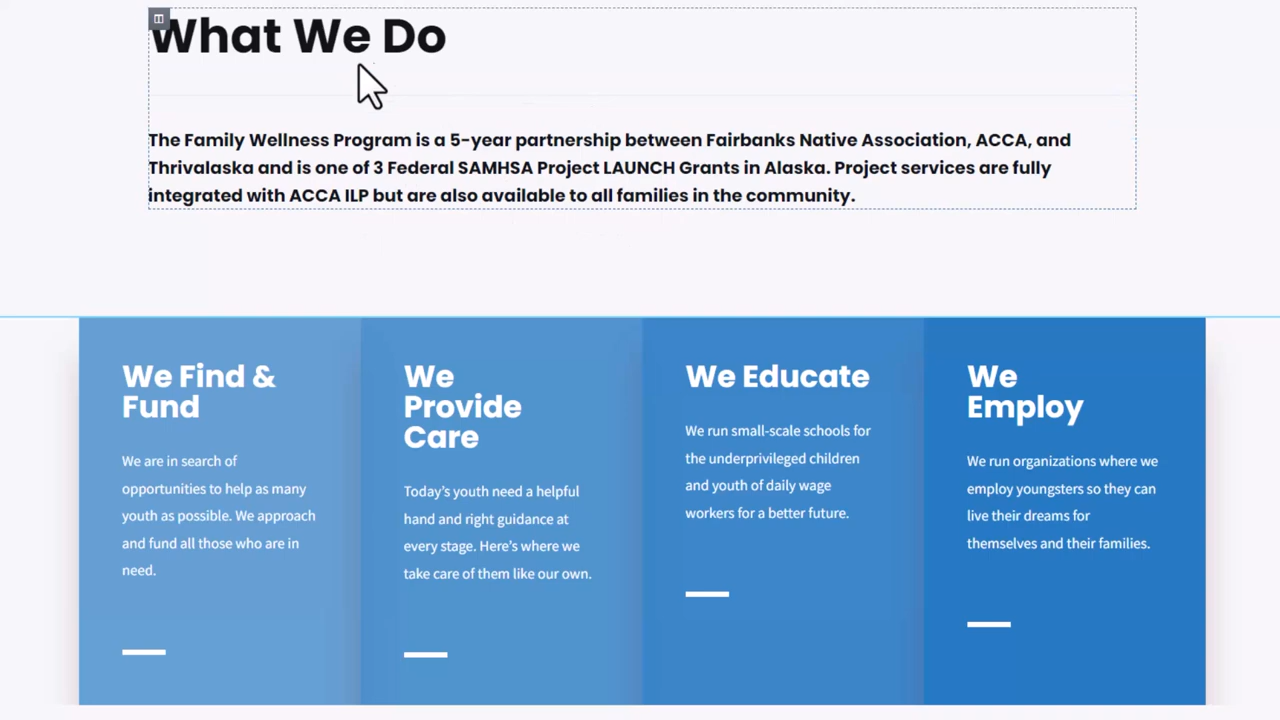 What We Do
The Family Wellness Program is a 5-year partnership between Fairbanks Native Association, ACCA, and
Thrivalaska and is one of 3 Federal SAMHSA Project LAUNCH Grants in Alaska. Project services are fully
integrated with ACCA ILP but are also available to all families in the community.
We Find &
Fund
We are in search of
opportunities to help as many
youth as possible. We approach
and fund all those who are in
need.
We
Provide
Care
Today’s youth need a helpful
hand and right guidance at
every stage. Here’s where we
take care of them like our own.
We Educate
We run small-scale schools for
the underprivileged children
and youth of daily wage
workers for a better future.
We
Employ
We run organizations where we
employ youngsters so they can
live their dreams for
themselves and their families.